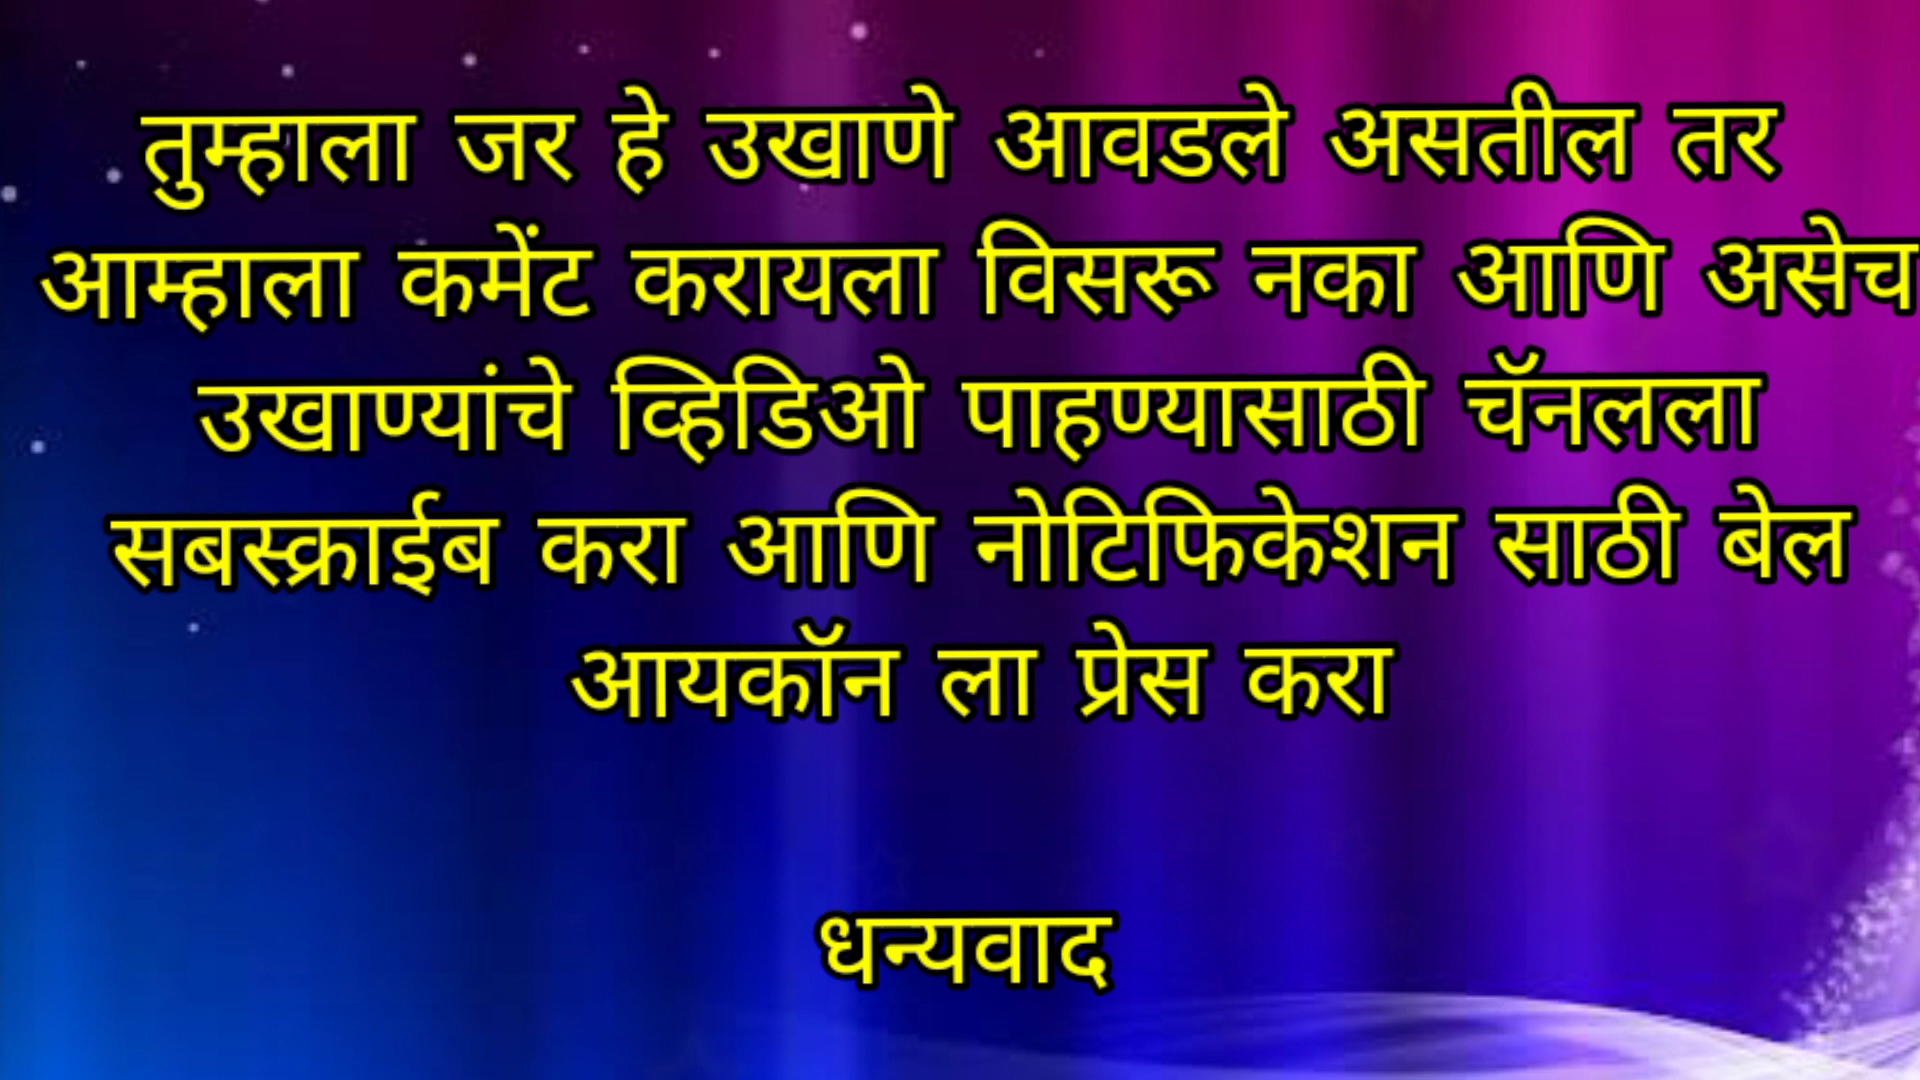 तुम्हाला जर हे उखाणे आवडले असतील तर
आम्हाला कमेंट करायला विसरू नका आणि असेच
उखाण्यांचे व्हिडिओ पाहण्यासाठी चॅनलला
सबस्क्राईब करा आणि नोटिफिकेशन साठी बेल
आयकॉन ला प्रेस करा
धन्यवाद